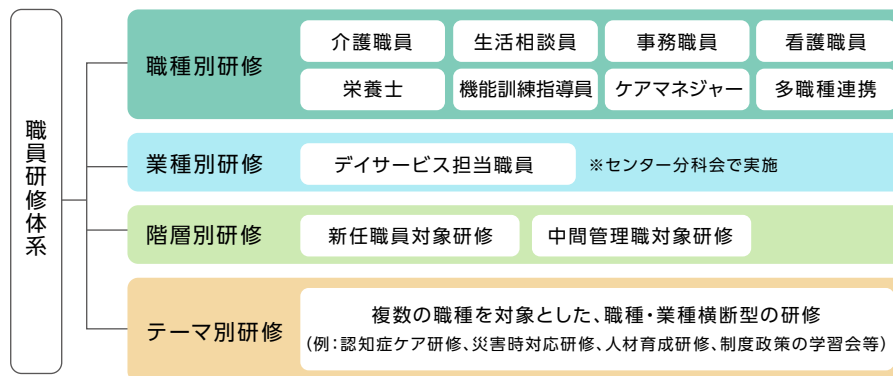 職員研修体系
職種別研修
介護職員 生活相談員 事務職員 看護職員
栄養士 機能訓練指導員 ケアマネジャー 多職種連携
業種別研修
デイサービス担当職員 ※センター分科会で実施
階層別研修
新任職員対象研修 中間管理職対象研修
テーマ別研修
複数の職種を対象とした、職種・業種横断型の研修
(例:認知症ケア研修、災害時対応研修、人材育成研修、制度政策の学習会等)